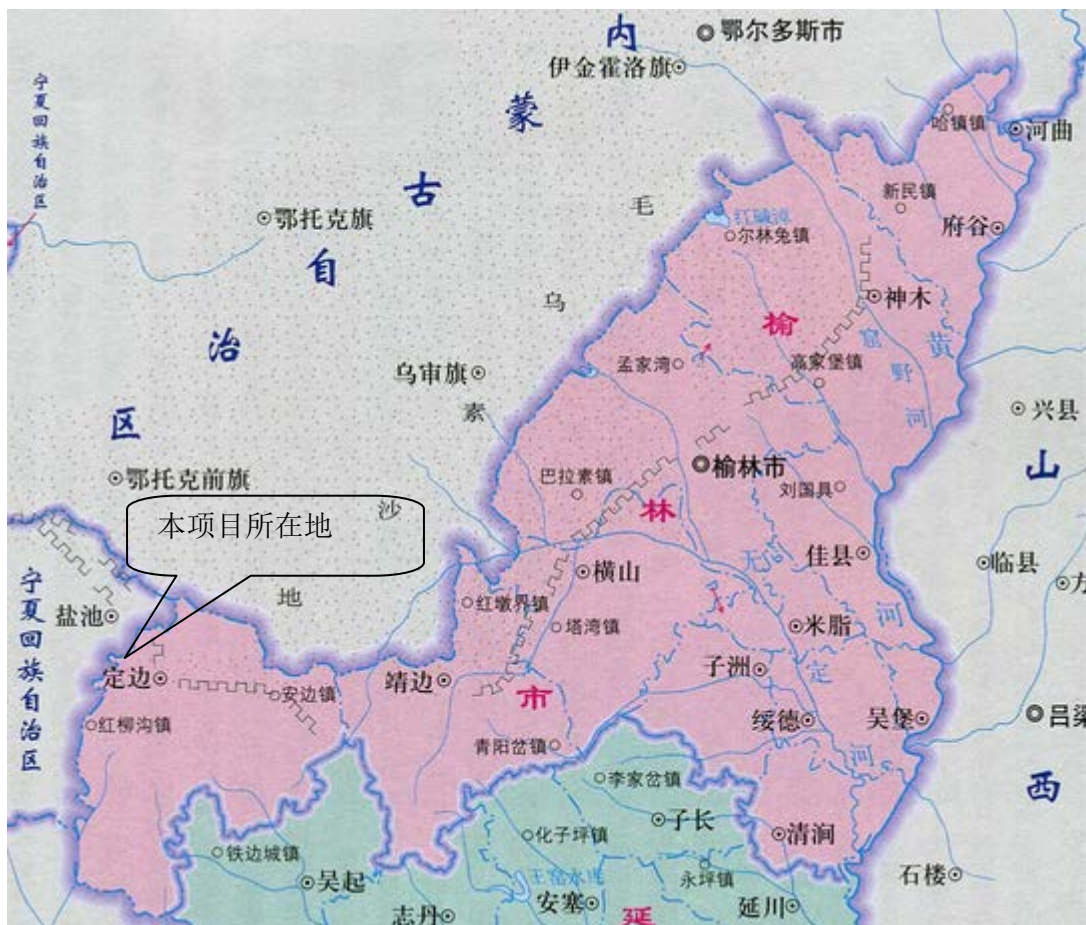 内
鄂尔多斯市
伊金霍洛旗
宁夏回族自治区
蒙
哈镇镇
河曲
古
毛
新民镇
鄂托克旗
红碱淖
尔林兔镇
府谷
自
乌
神木
榆
治
窟
黄
孟家湾
高家堡镇
乌审旗
野
素
河
兴县
区
山
榆林市
鄂托克前旗
巴拉素镇
刘国具
本项目所在地
沙
林
无
佳县
临县
横山
宁夏回族自治区
地
红墩界镇
河
盐池
塔湾镇
米脂
定边
子洲
定
靖边
安边镇
市
红柳沟镇
绥德
吴堡
吕梁
青阳岔镇
河
李家岔镇
西
子长
化子坪镇
清涧
铁边城镇
吴起
王窑水库
永坪镇
石楼
安塞
志丹
延
延川